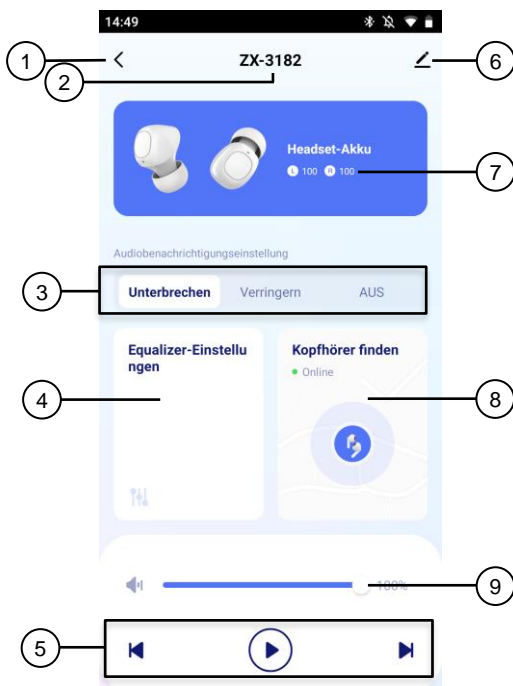 14:49
1
ZX-3182
2
6
Headset-Akku
L 100 R 100
7
Audiobenachrichtigungseinstellung
3
Unterbrechen Verringern AUS
Equalizer-Einstellu
ngen
Kopfhörer finden
Online
4
8
100%
9
5